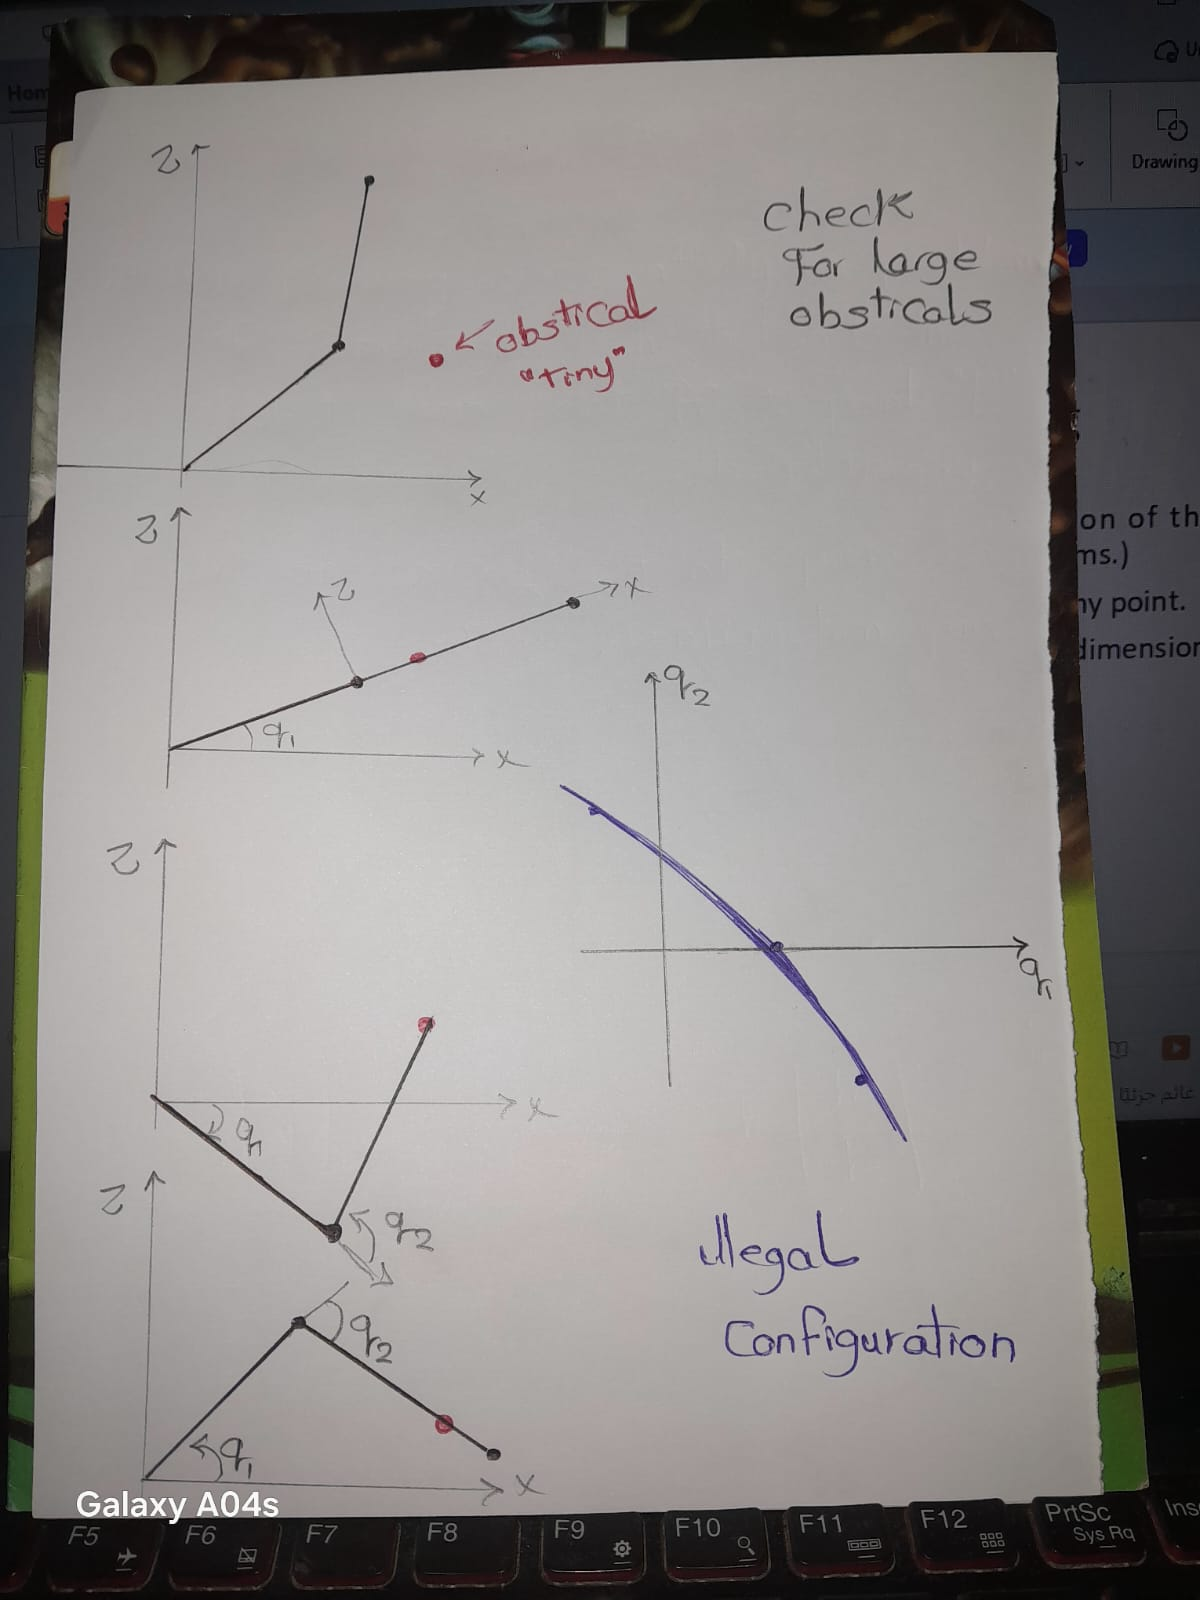 U
Hom
Drawing
Z
check
For large
obsticals
obstical
"tiny"
x
Z
on of th
ms.)
ny point.
dimension
Z
x
q1
x
q2
q1
Z
x
q1
q2
Z
q2
q1
x
illegal
Configuration
Galaxy A04s
F5
F6
F7
F8
F9
F10
F11
F12
PrtSc
Sys Rq
Ins